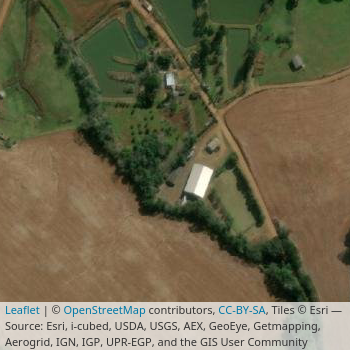 Leaflet | © OpenStreetMap contributors, CC-BY-SA, Tiles © Esri —
Source: Esri, i-cubed, USDA, USGS, AEX, GeoEye, Getmapping,
Aerogrid, IGN, IGP, UPR-EGP, and the GIS User Community